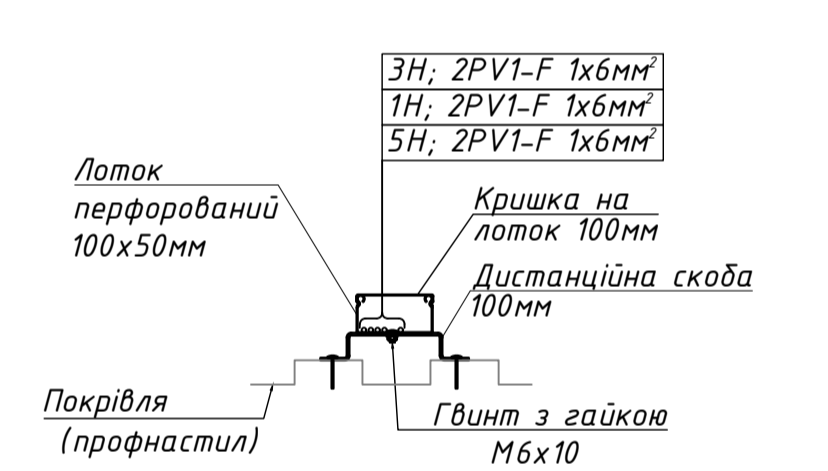 3Н; 2PV1-F 1х6мм²
1Н; 2PV1-F 1х6мм²
5Н; 2PV1-F 1х6мм²
Лоток
перфорований
100х50мм
Кришка на
лоток 100мм
Дистанційна скоба
100мм
Покрівля
(профнастил)
Гвинт з гайкою
М6х10